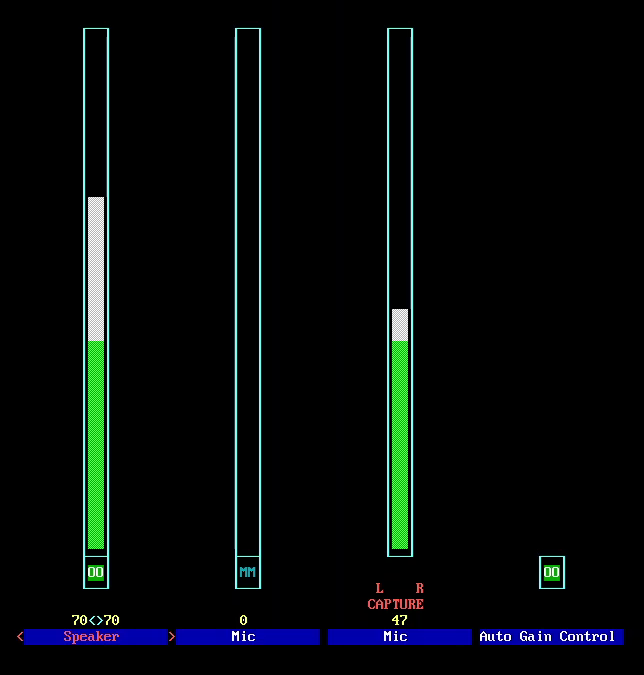 OO MM OO
L R
CAPTURE
70<>70 0 47
< Speaker > Mic Mic Auto Gain Control